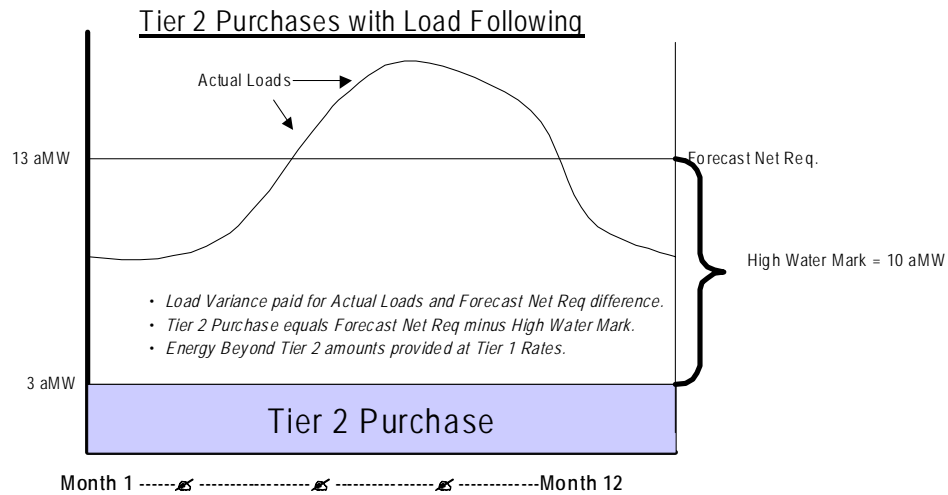 Tier 2 Purchases with Load Following
Actual Loads
13 aMW
Forecast Net Req.
High Water Mark = 10 aMW
• Load Variance paid for Actual Loads and Forecast Net Req difference.
• Tier 2 Purchase equals Forecast Net Req minus High Water Mark.
• Energy Beyond Tier 2 amounts provided at Tier 1 Rates.
3 aMW
Tier 2 Purchase
Month 1 ------ --------------- --------------- ------------Month 12